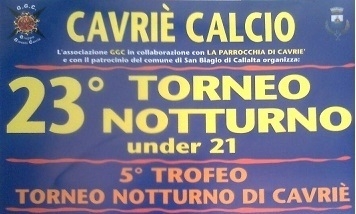 G.G.C.
CAVRIÈ CALCIO
L'associazione GGC in collaborazione con LA PARROCCHIA DI CAVRIE'
e con il patrocinio del comune di San Biagio di Callalta organizza:
23° TORNEO
NOTTURNO
under 21
5° TROFEO
TORNEO NOTTURNO DI CAVRIÈ